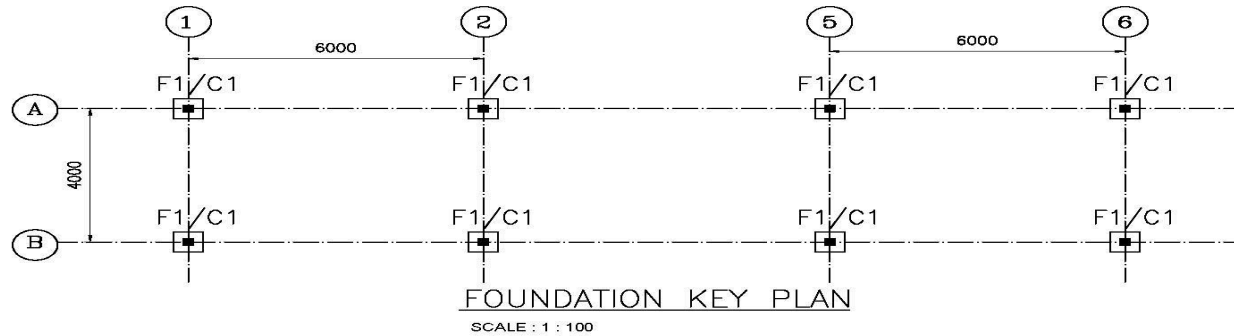 1 2 5 6
6000 6000
F1/C1 F1/C1 F1/C1 F1/C1
A
4000
F1/C1 F1/C1 F1/C1 F1/C1
B
FOUNDATION KEY PLAN
SCALE : 1 : 100